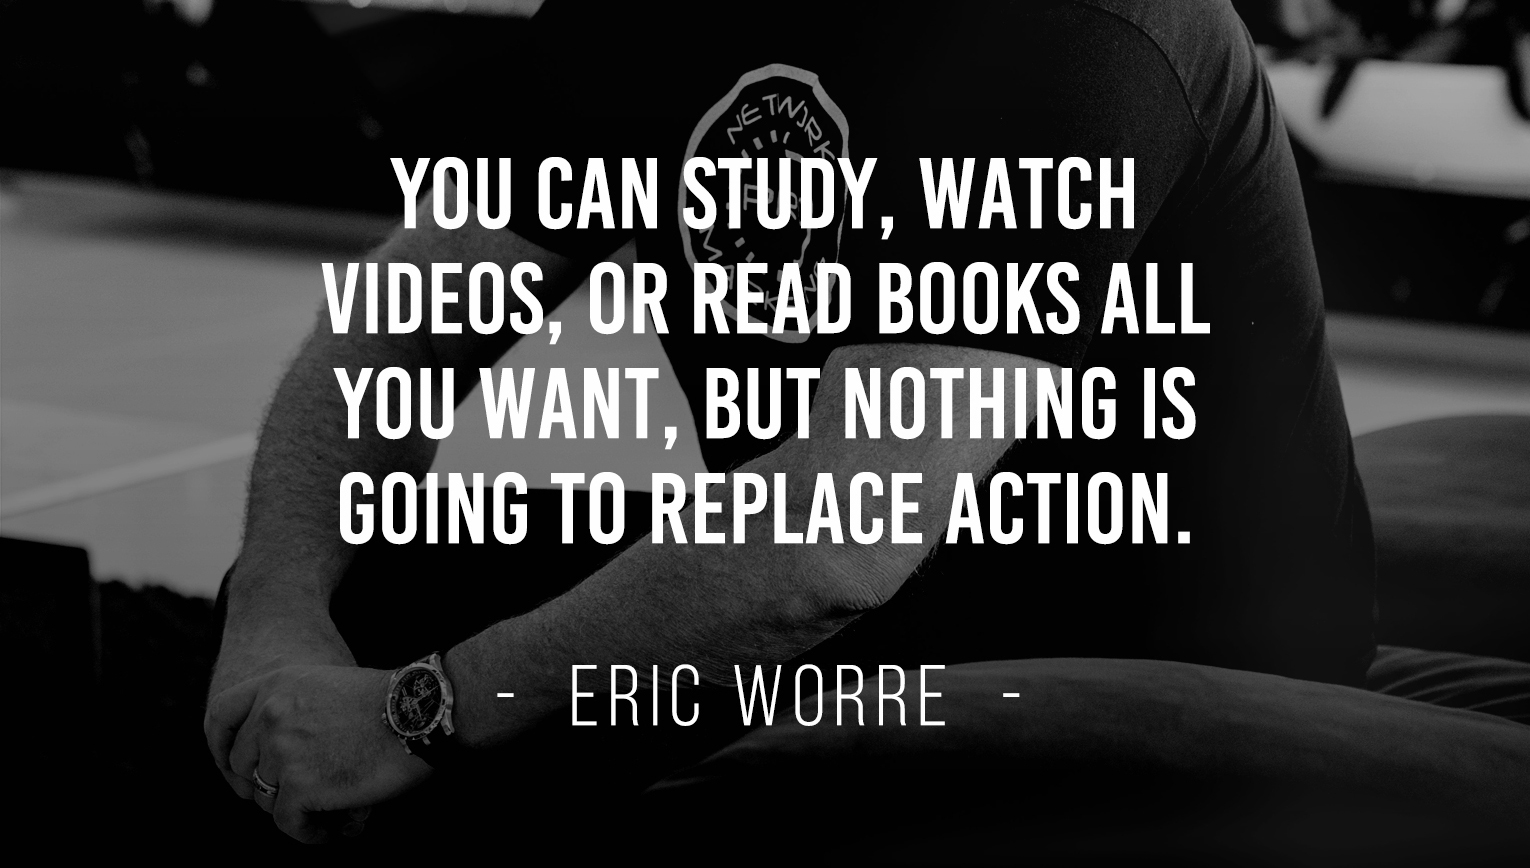 NETWORK
YOU CAN STUDY, WATCH
VIDEOS, OR READ BOOKS ALL
YOU WANT, BUT NOTHING IS
GOING TO REPLACE ACTION.
- ERIC WORRE -